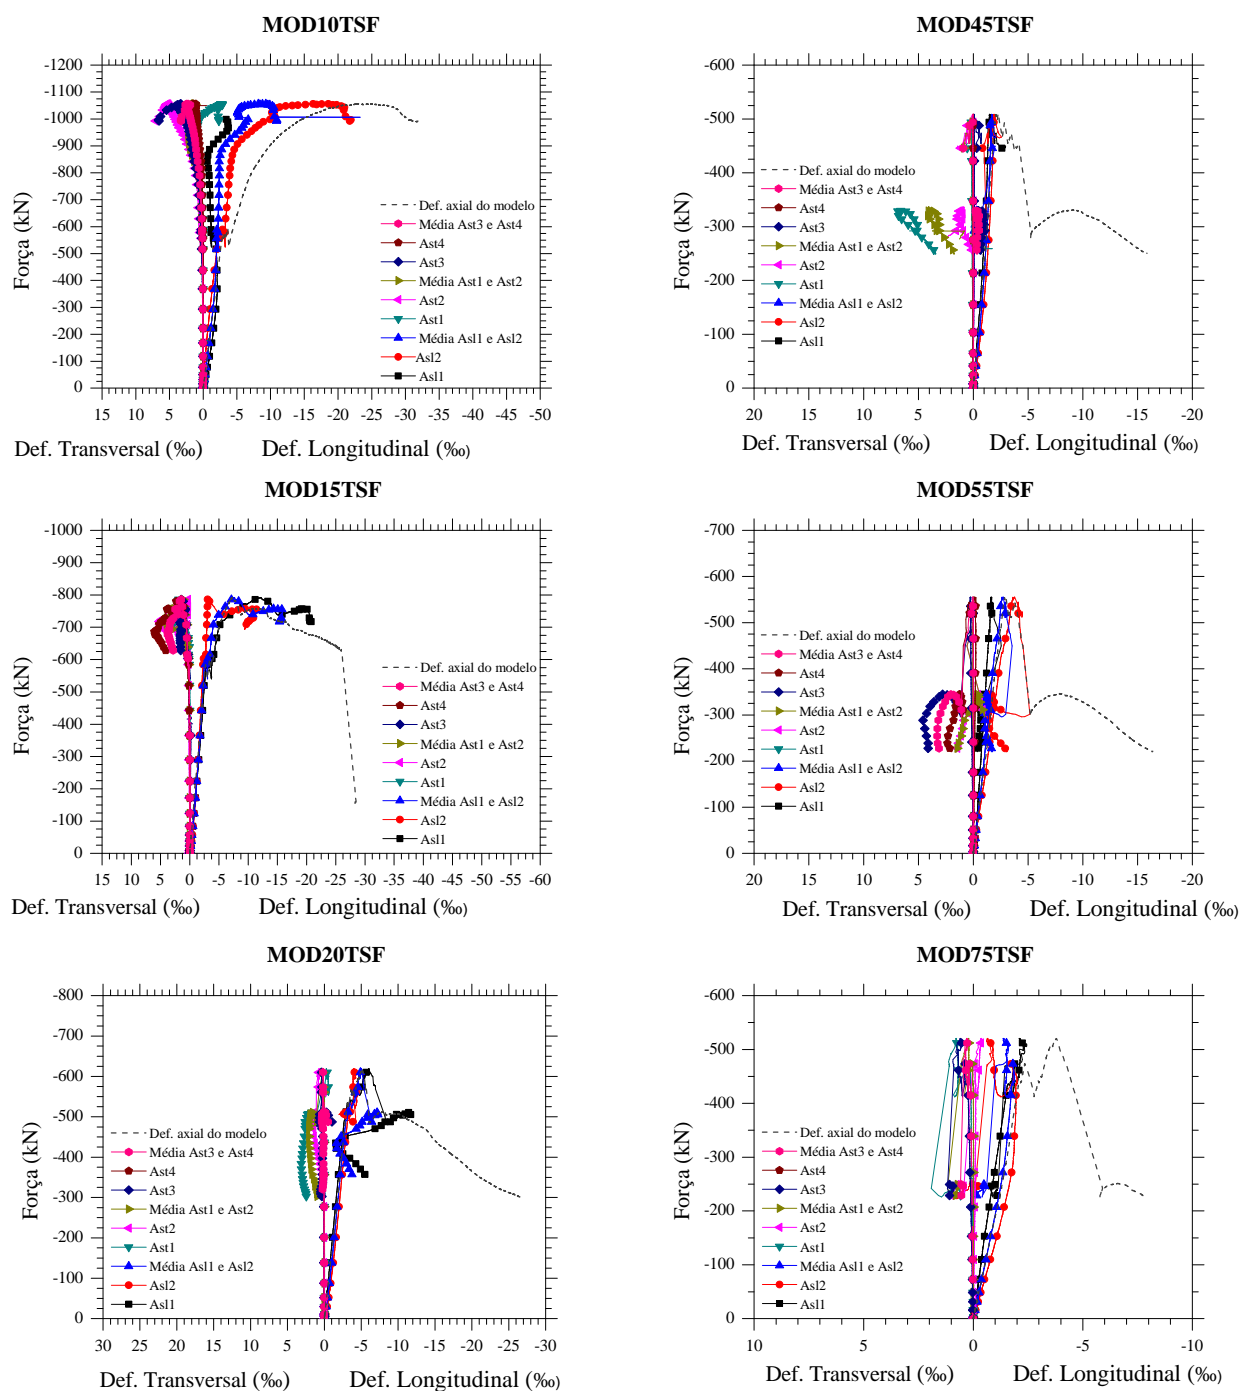 MOD10TSF
-1200
-1100
-1000
-900
-800
-700
-600
-500
-400
-300
-200
-100
0
Força (kN)
Def. axial do modelo
Média Ast3 e Ast4
Ast4
Ast3
Média Ast1 e Ast2
Ast2
Ast1
Média Asl1 e Asl2
Asl2
Asl1
15 10 5 0 -5 -10 -15 -20 -25 -30 -35 -40 -45 -50
Def. Transversal (‰) Def. Longitudinal (‰)
MOD45TSF
-600
-500
-400
-300
-200
-100
0
Força (kN)
Def. axial do modelo
Média Ast3 e Ast4
Ast4
Ast3
Média Ast1 e Ast2
Ast2
Ast1
Média Asl1 e Asl2
Asl2
Asl1
20 15 10 5 0 -5 -10 -15 -20
Def. Transversal (‰) Def. Longitudinal (‰)
MOD15TSF
-1000
-900
-800
-700
-600
-500
-400
-300
-200
-100
0
Força (kN)
Def. axial do modelo
Média Ast3 e Ast4
Ast4
Ast3
Média Ast1 e Ast2
Ast2
Ast1
Média Asl1 e Asl2
Asl2
Asl1
15 10 5 0 -5 -10 -15 -20 -25 -30 -35 -40 -45 -50 -55 -60
Def. Transversal (‰) Def. Longitudinal (‰)
MOD55TSF
-700
-600
-500
-400
-300
-200
-100
0
Força (kN)
Def. axial do modelo
Média Ast3 e Ast4
Ast4
Ast3
Média Ast1 e Ast2
Ast2
Ast1
Média Asl1 e Asl2
Asl2
Asl1
20 15 10 5 0 -5 -10 -15 -20
Def. Transversal (‰) Def. Longitudinal (‰)
MOD20TSF
-800
-700
-600
-500
-400
-300
-200
-100
0
Força (kN)
Def. axial do modelo
Média Ast3 e Ast4
Ast4
Ast3
Média Ast1 e Ast2
Ast2
Ast1
Média Asl1 e Asl2
Asl2
Asl1
30 25 20 15 10 5 0 -5 -10 -15 -20 -25 -30
Def. Transversal (‰) Def. Longitudinal (‰)
MOD75TSF
-600
-500
-400
-300
-200
-100
0
Força (kN)
Def. axial do modelo
Média Ast3 e Ast4
Ast4
Ast3
Média Ast1 e Ast2
Ast2
Ast1
Média Asl1 e Asl2
Asl2
Asl1
10 5 0 -5 -10
Def. Transversal (‰) Def. Longitudinal (‰)